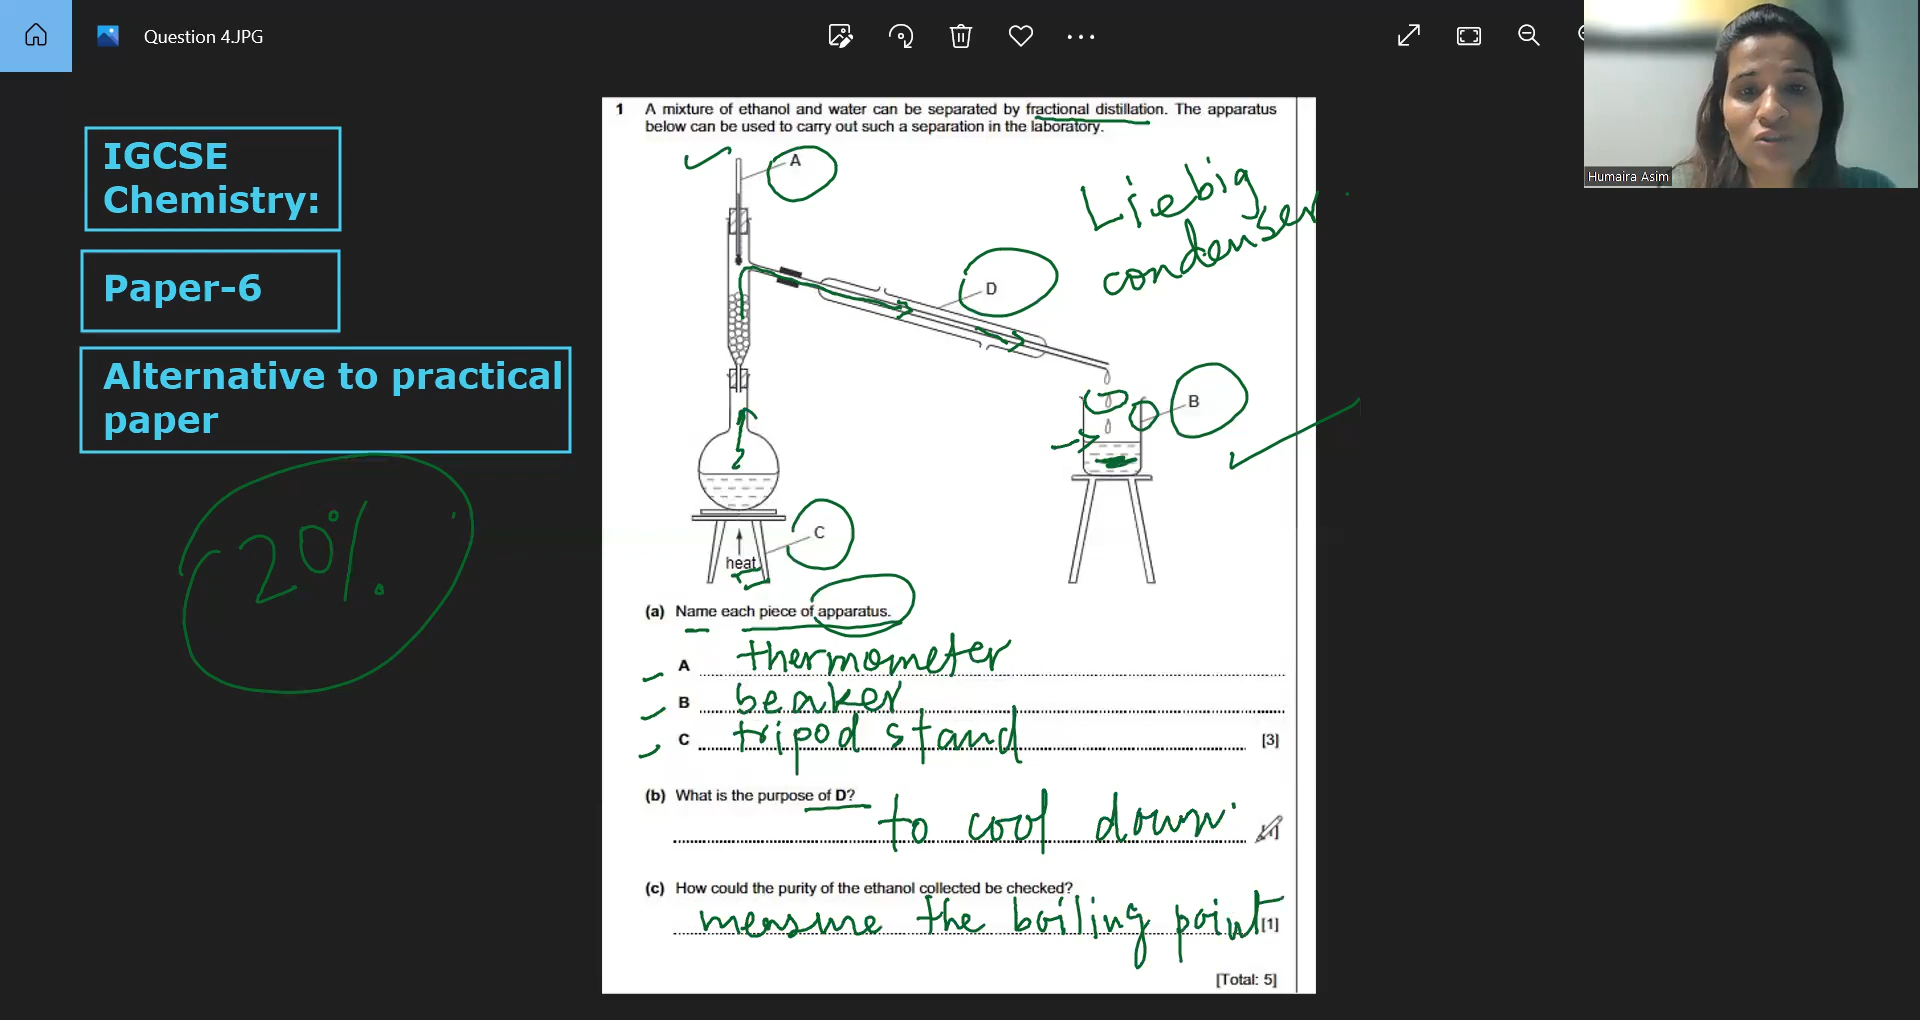 Question 4.JPG
Humaira Asim
IGCSE
Chemistry:
Paper-6
Alternative to practical
paper
20%
1 A mixture of ethanol and water can be separated by fractional distillation. The apparatus
below can be used to carry out such a separation in the laboratory.
A
Liebig
condenser
D
B
C
heat
(a) Name each piece of apparatus.
A thermometer
B beaker
C tripod stand [3]
(b) What is the purpose of D?
to cool down
(c) How could the purity of the ethanol collected be checked?
measure the boiling point [1]
[Total: 5]